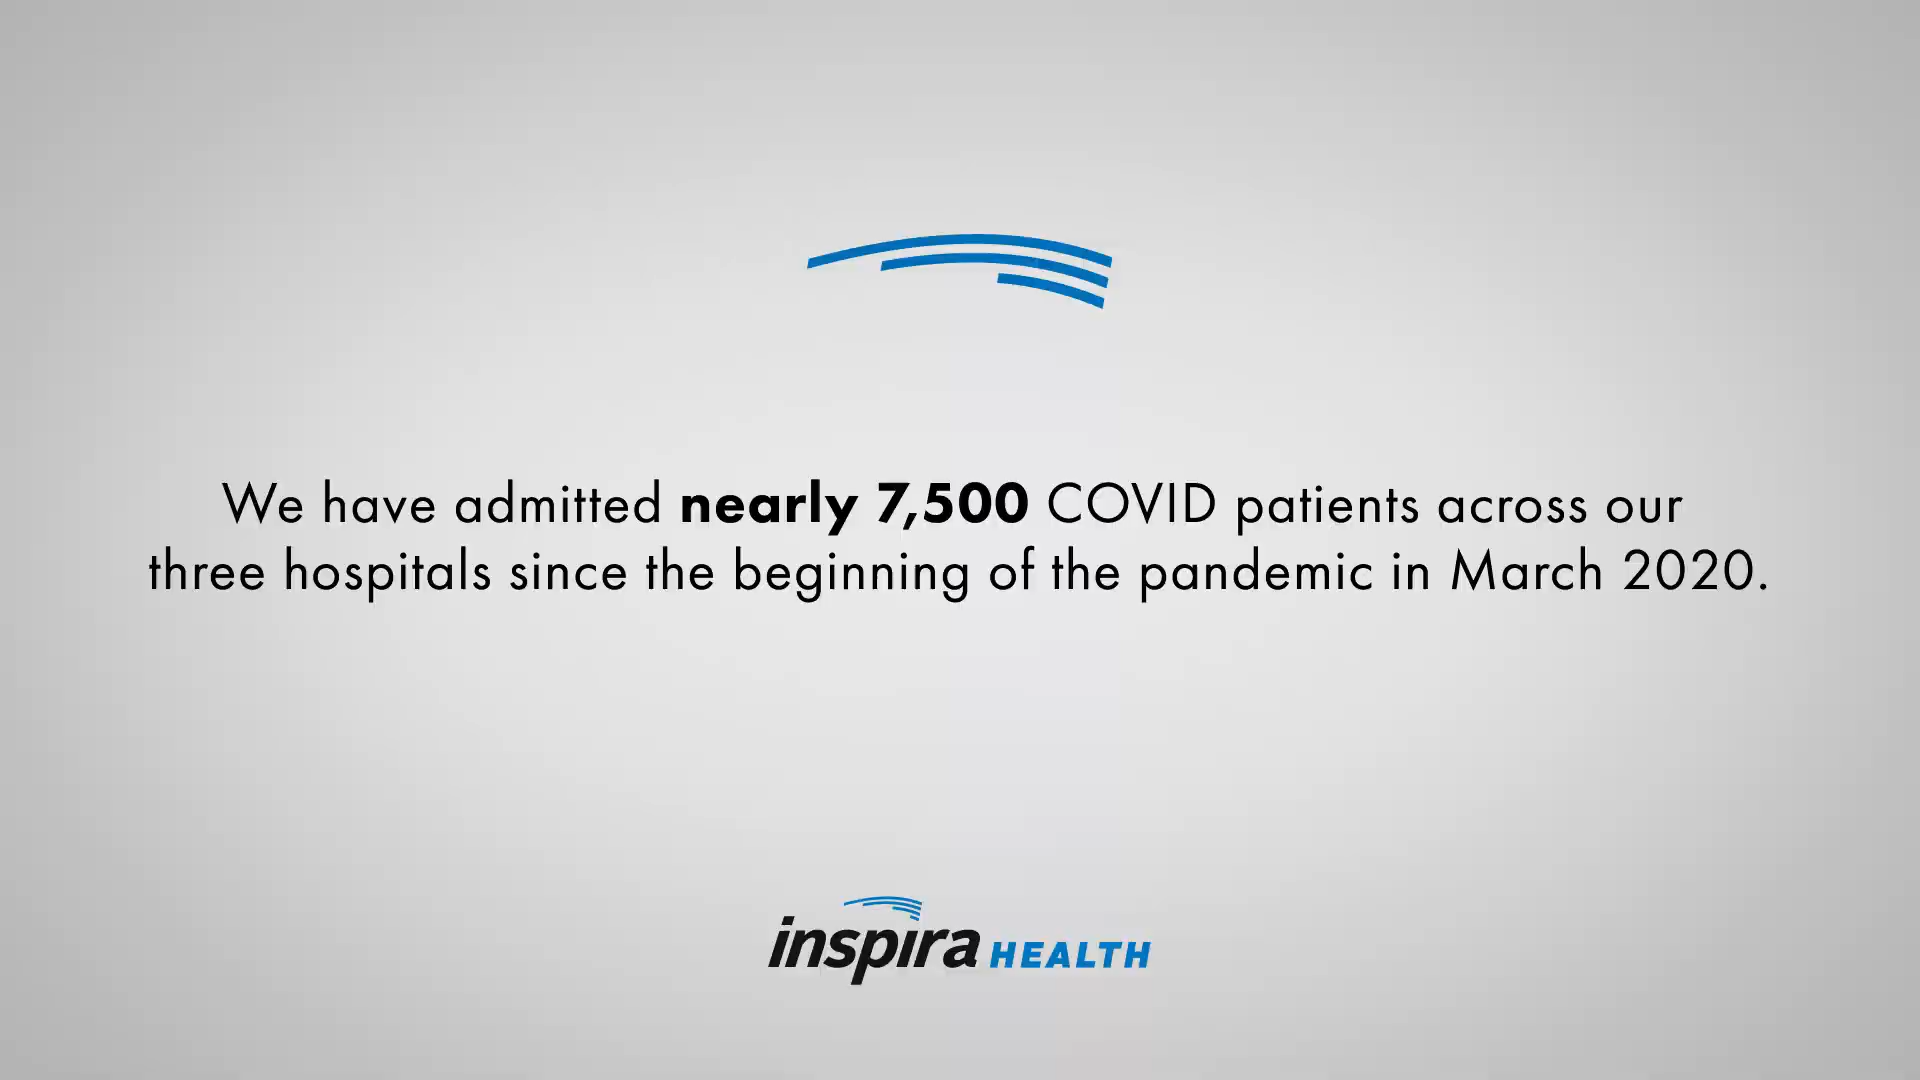 We have admitted nearly 7,500 COVID patients across our
three hospitals since the beginning of the pandemic in March 2020.
inspira HEALTH